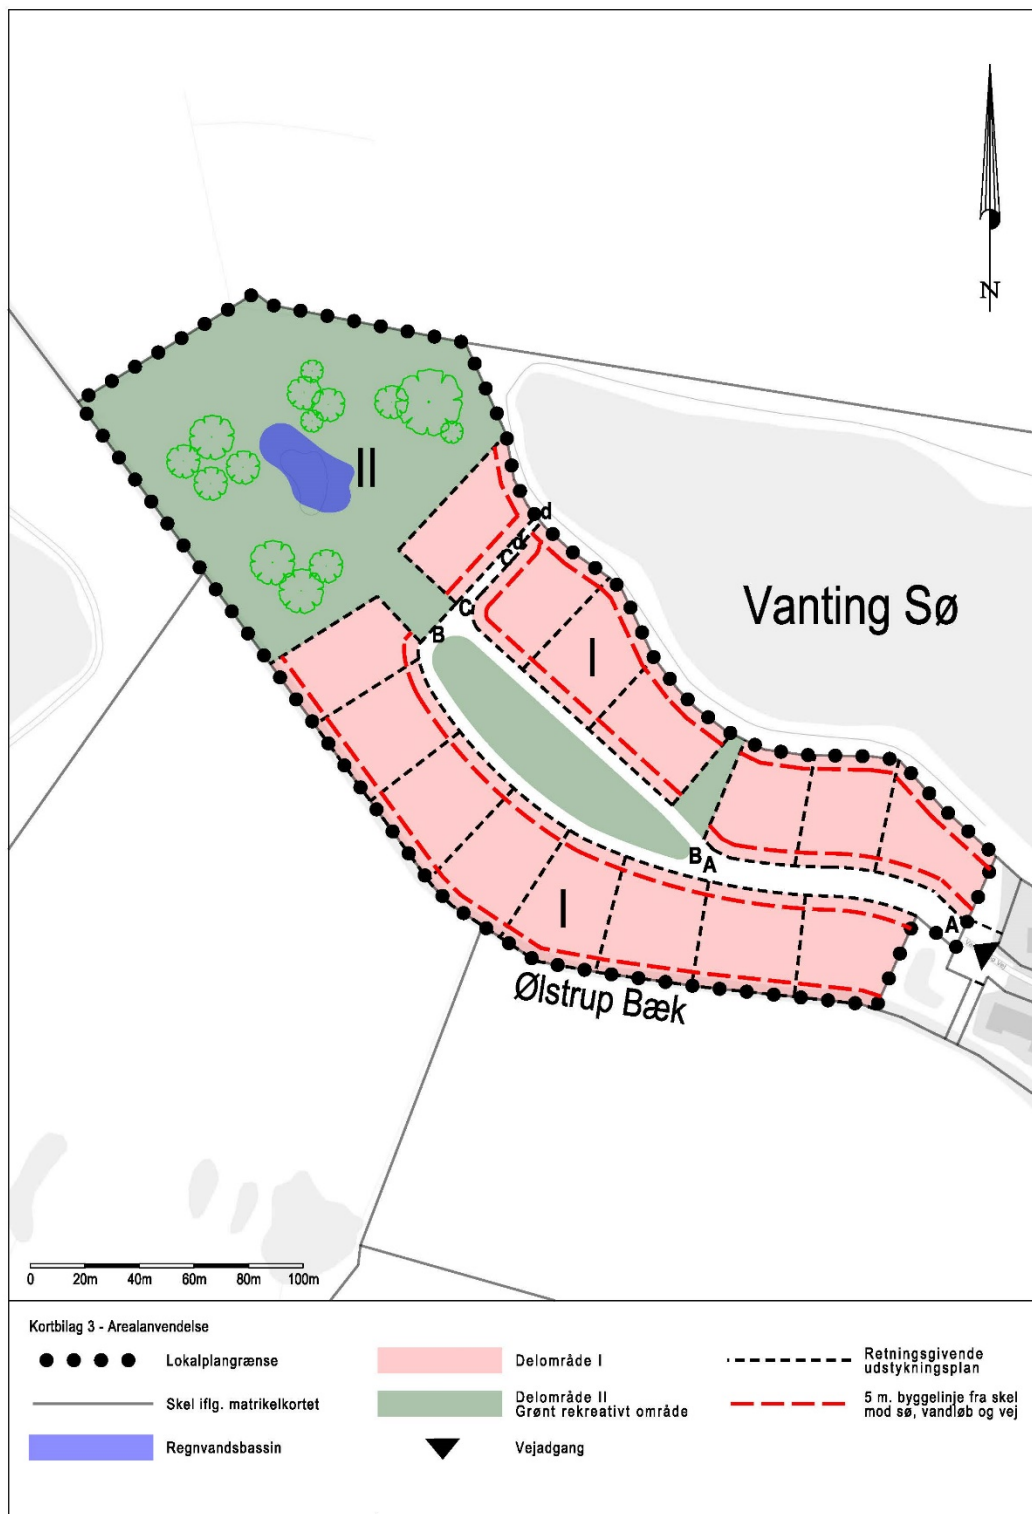 N
II
d
d
C
C
B
Vanting Sø
I
B
A
A
I
Ølstrup Bæk
0 20m 40m 60m 80m 100m
Kortbilag 3 - Arealanvendelse
Lokalplangrænse
Skel iflg. matrikelkortet
Regnvandsbassin
Delområde I
Delområde II
Grønt rekreativt område
Vejadgang
Retningsgivende
udstykningsplan
5 m. byggelinje fra skel
mod sø, vandløb og vej